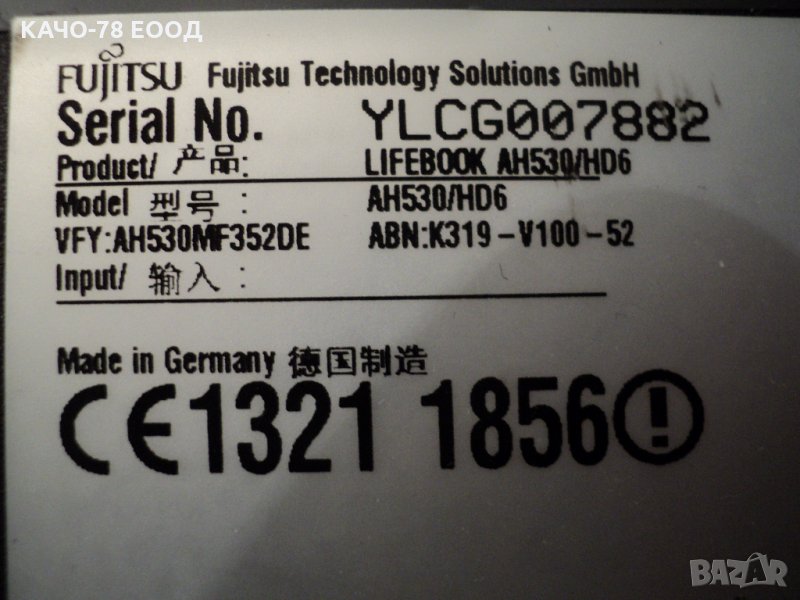 КАЧО-78 ЕООД
FUJITSU Fujitsu Technology Solutions GmbH
Serial No. YLCG007882
Product/ 产品: LIFEBOOK AH530/HD6
Model 型号: AH530/HD6
VFY:AH530MF352DE ABN:K319-V100-52
Input/ 输入:
Made in Germany 德国制造
CE1321 1856!
BAZAR